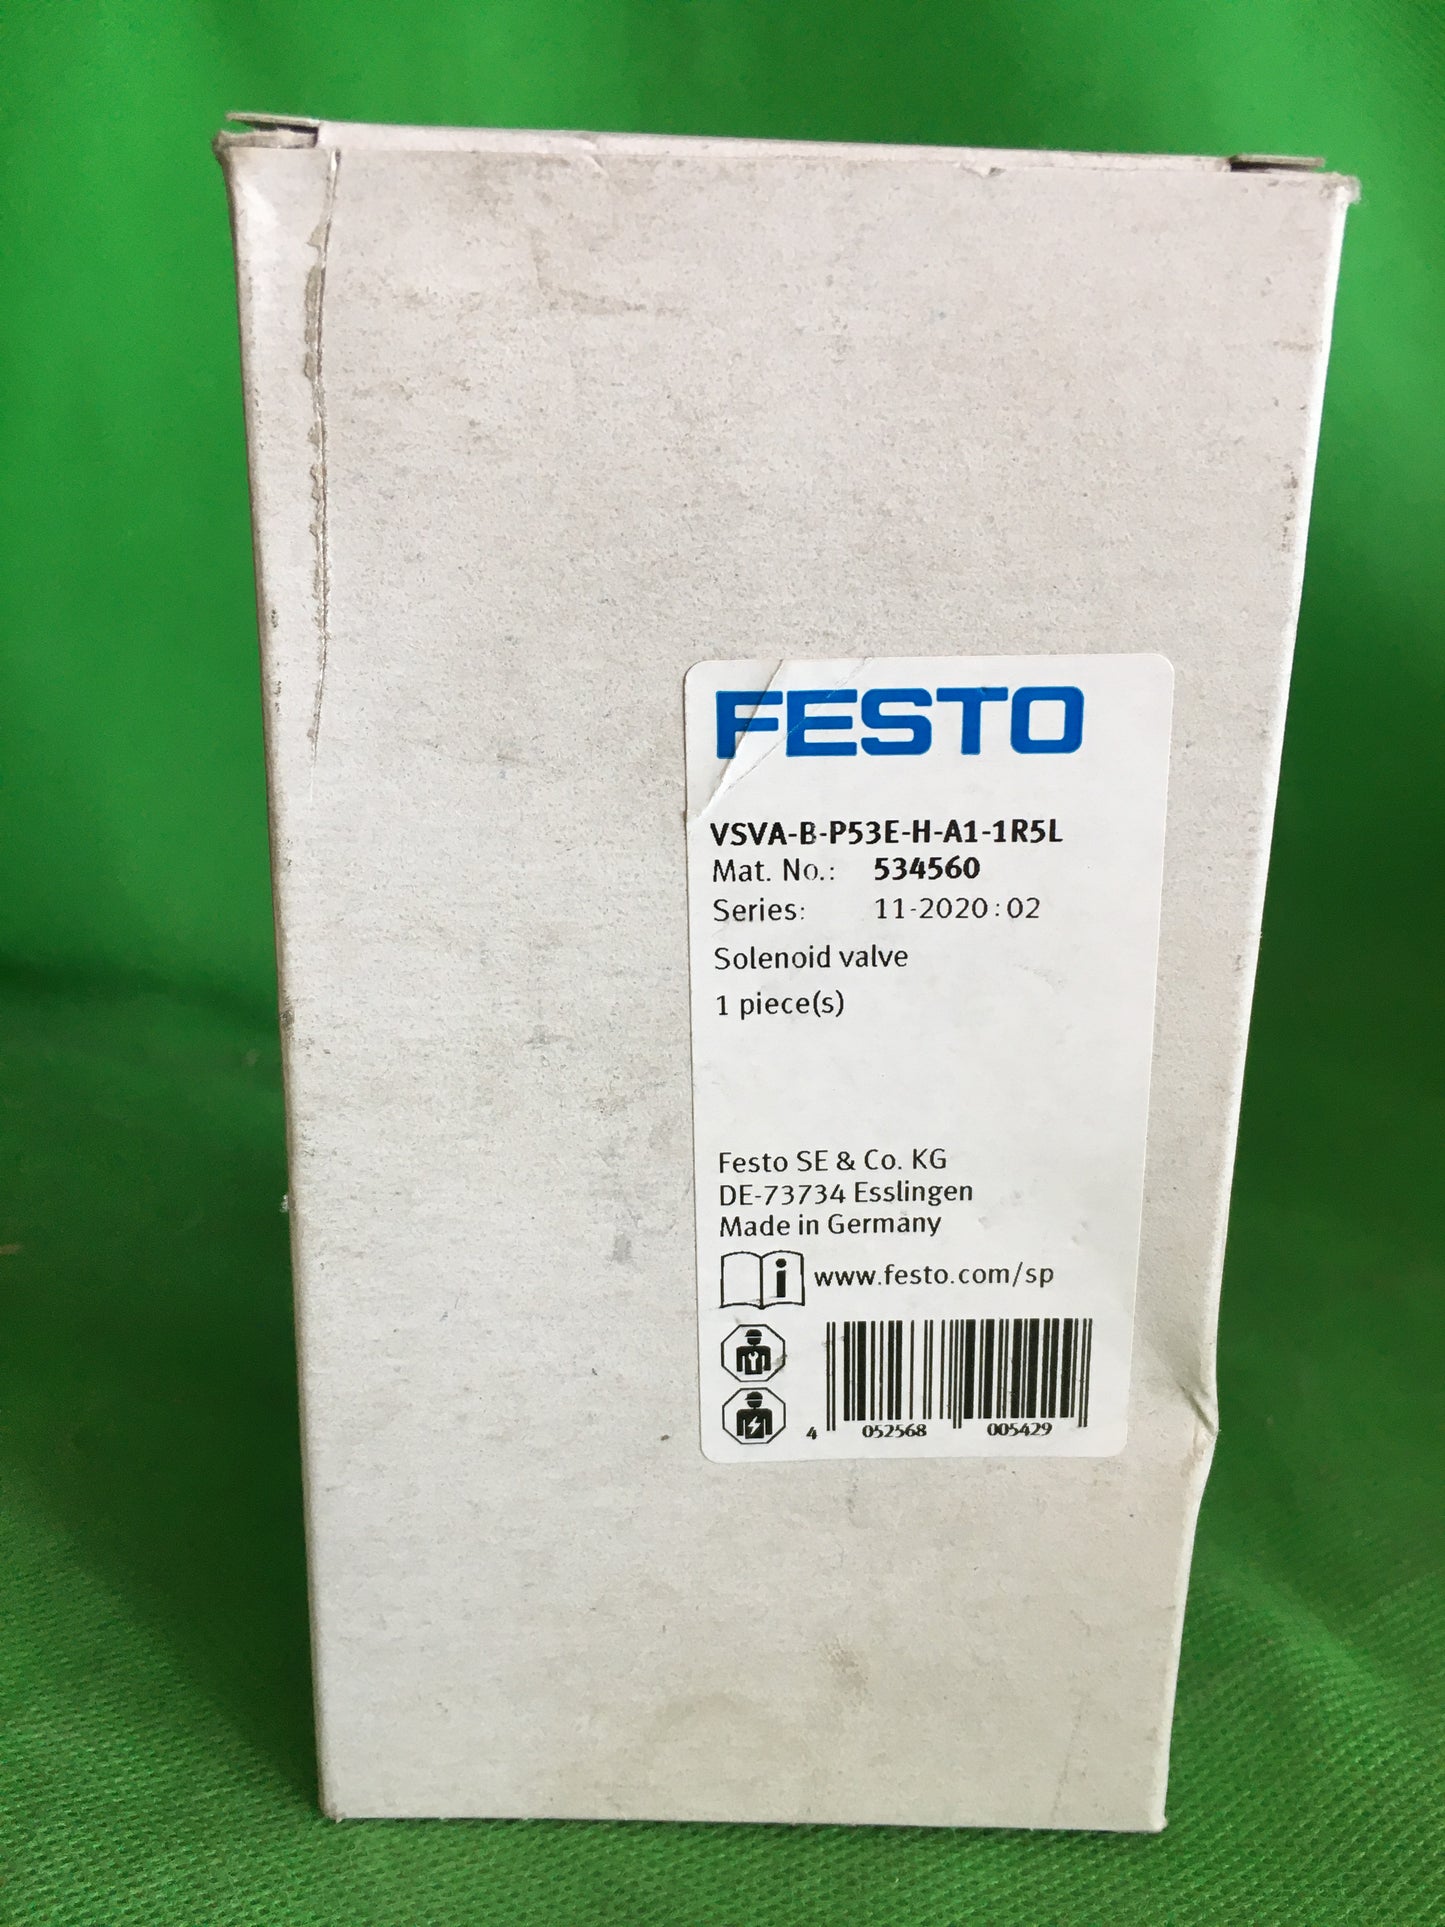 FESTO
VSVA-B-P53E-H-A1-1R5L
Mat. No.: 534560
Series: 11-2020:02
Solenoid valve
1 piece(s)
Festo SE & Co. KG
DE-73734 Esslingen
Made in Germany
i www.festo.com/sp
4 052568 005429